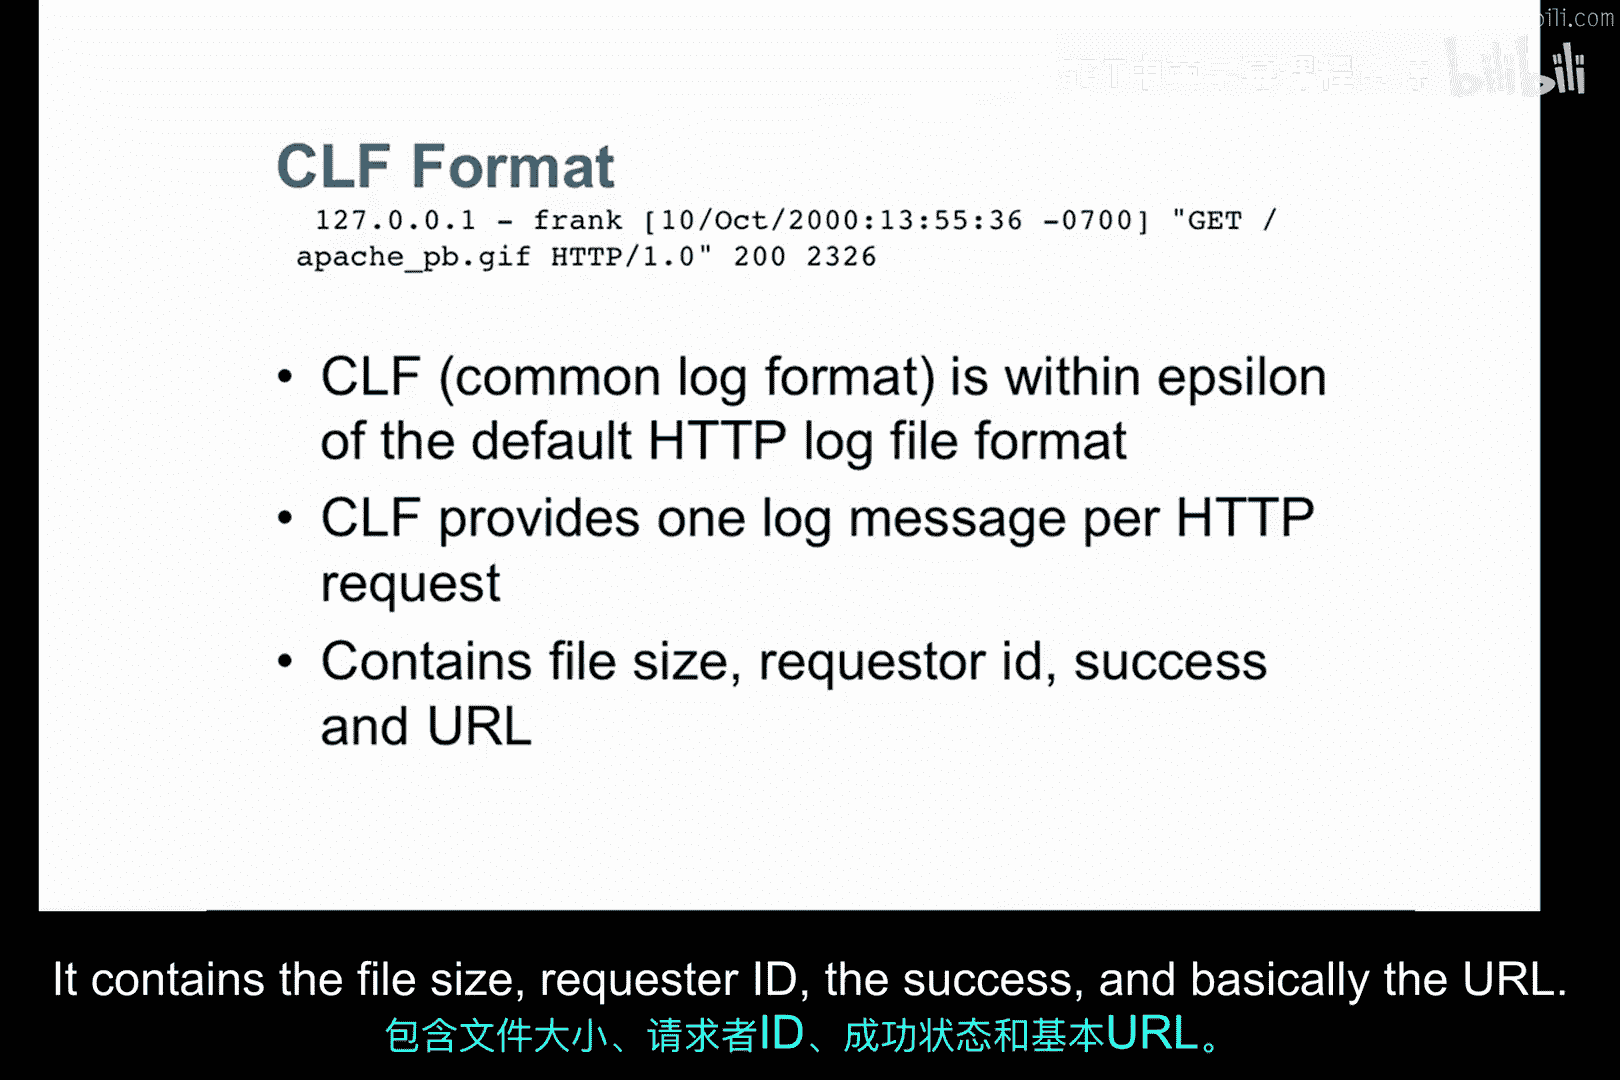 bili.com
bilibili
CLF Format
127.0.0.1 - frank [10/Oct/2000:13:55:36 -0700] "GET /
apache_pb.gif HTTP/1.0" 200 2326
• CLF (common log format) is within epsilon
of the default HTTP log file format
• CLF provides one log message per HTTP
request
• Contains file size, requestor id, success
and URL
It contains the file size, requester ID, the success, and basically the URL.
包含文件大小、请求者ID、成功状态和基本URL。